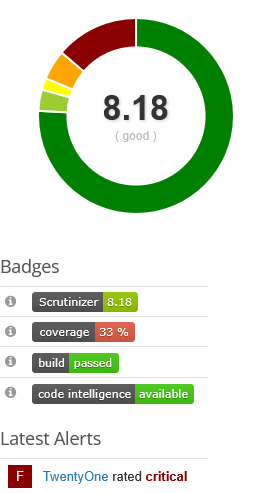 8.18
( good )
Badges
Scrutinizer 8.18
coverage 33 %
build passed
code intelligence available
Latest Alerts
F TwentyOne rated critical